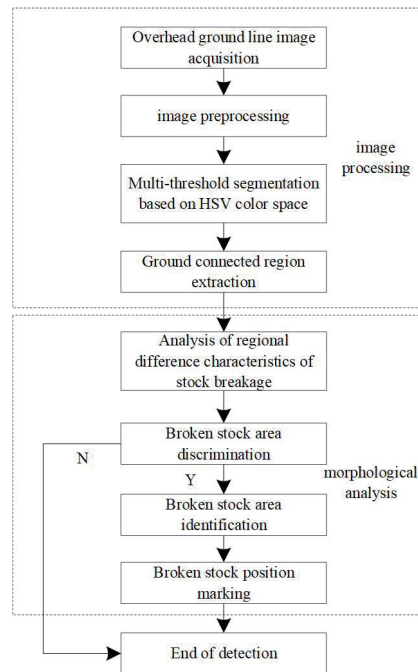 Overhead ground line image
acquisition
image preprocessing
image
processing
Multi-threshold segmentation
based on HSV color space
Ground connected region
extraction
Analysis of regional
difference characteristics of
stock breakage
Broken stock area
discrimination
N
Y
morphological
analysis
Broken stock area
identification
Broken stock position
marking
End of detection